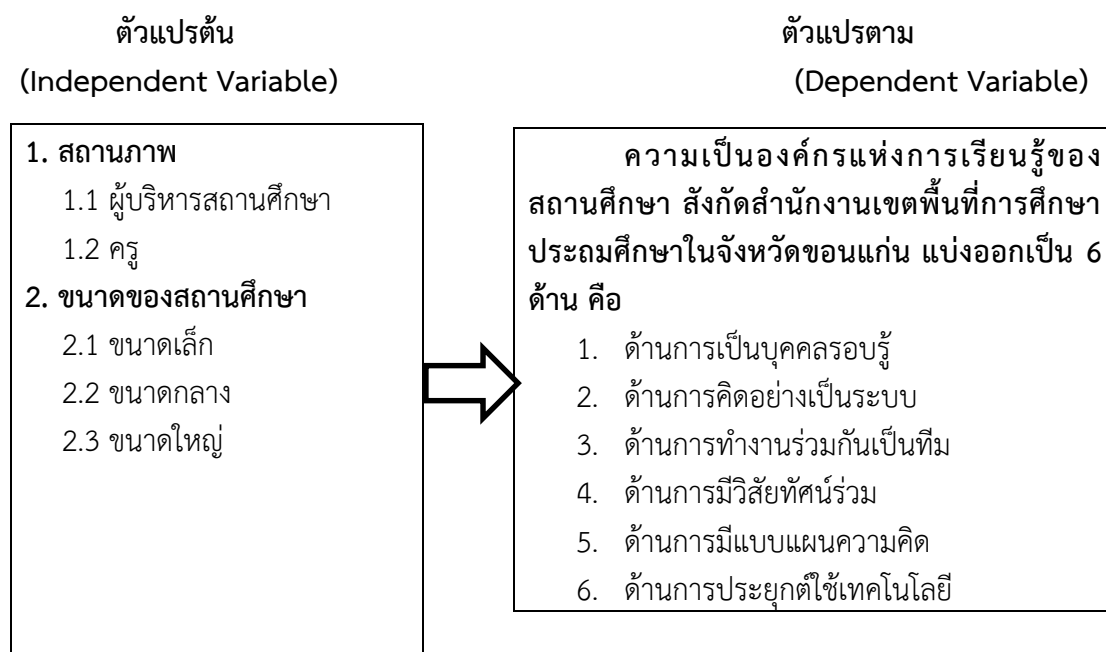 ตัวแปรต้น
(Independent Variable)
1. สถานภาพ
1.1 ผู้บริหารสถานศึกษา
1.2 ครู
2. ขนาดของสถานศึกษา
2.1 ขนาดเล็ก
2.2 ขนาดกลาง
2.3 ขนาดใหญ่
ตัวแปรตาม
(Dependent Variable)
ความเป็นองค์กรแห่งการเรียนรู้ของ
สถานศึกษา สังกัดสำนักงานเขตพื้นที่การศึกษา
ประถมศึกษาในจังหวัดขอนแก่น แบ่งออกเป็น 6
ด้าน คือ
1. ด้านการเป็นบุคคลรอบรู้
2. ด้านการคิดอย่างเป็นระบบ
3. ด้านการทำงานร่วมกันเป็นทีม
4. ด้านการมีวิสัยทัศน์ร่วม
5. ด้านการมีแบบแผนความคิด
6. ด้านการประยุกต์ใช้เทคโนโลยี